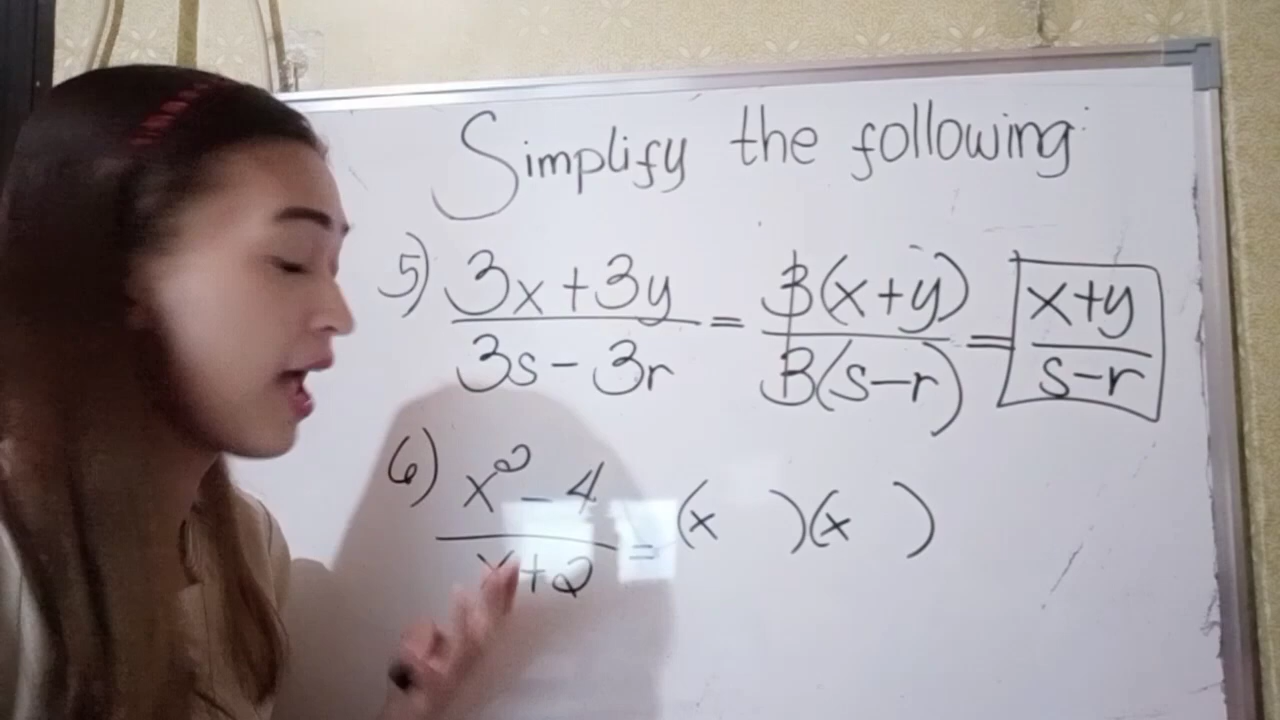 Simplify the following
5) 3x+3y / 3s-3r = 3(x+y) / 3(s-r) = x+y / s-r
6) x²-4 / x+2 = (x )(x )